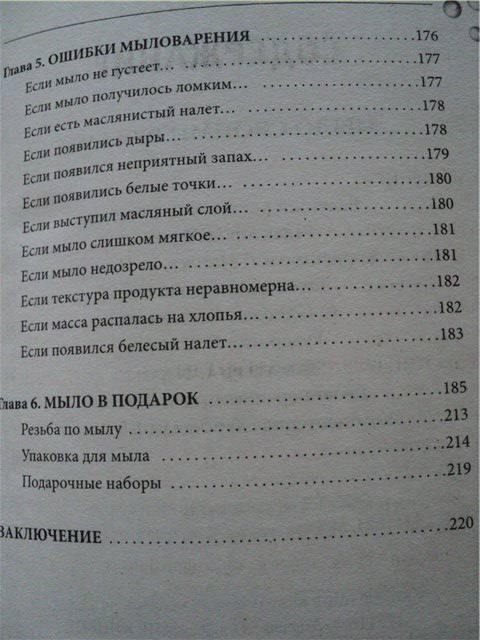 Глава 5. ОШИБКИ МЫЛОВАРЕНИЯ ..............................176
Если мыло не густеет… ..............................177
Если мыло получилось ломким… ..............................177
Если есть маслянистый налет… ..............................178
Если появились дыры… ..............................178
Если появился неприятный запах… ..............................179
Если появились белые точки… ..............................180
Если выступил масляный слой… ..............................180
Если мыло слишком мягкое… ..............................181
Если мыло недозрело… ..............................181
Если текстура продукта неравномерна… ..............................182
Если масса распалась на хлопья… ..............................182
Если появился белесый налет… ..............................183
Глава 6. МЫЛО В ПОДАРОК ..............................185
Резьба по мылу ..............................213
Упаковка для мыла ..............................214
Подарочные наборы ..............................219
ЗАКЛЮЧЕНИЕ ..............................220